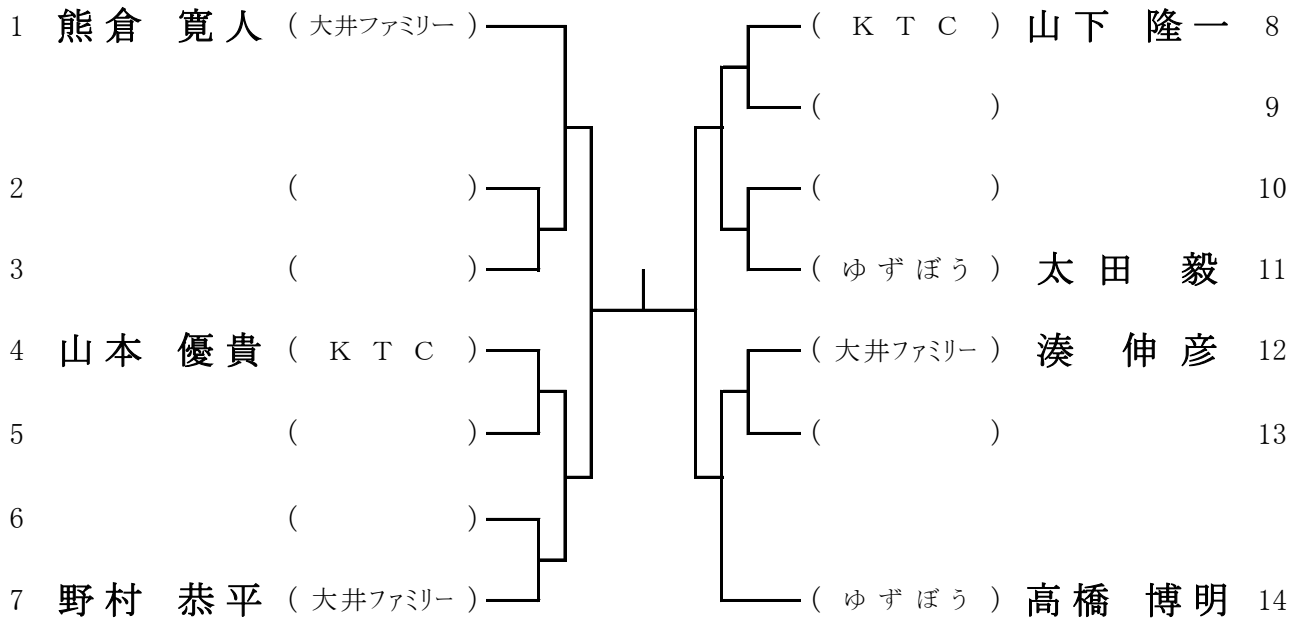 1 熊倉 寛人 ( 大井ファミリー )
2 ( )
3 ( )
4 山本 優貴 ( K T C )
5 ( )
6 ( )
7 野村 恭平 ( 大井ファミリー )
( K T C ) 山下 隆一 8
( ) 9
( ) 10
( ゆずぼう ) 太田 毅 11
( 大井ファミリー ) 湊 伸彦 12
( ) 13
( ゆずぼう ) 高橋 博明 14